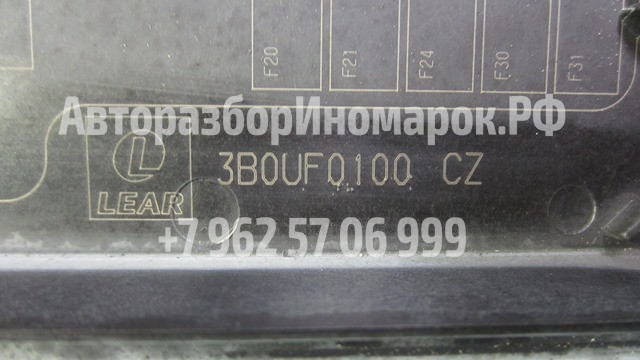 F20 F21 F24 F30 F31
АвторазборИномарок.РФ
L
LEAR
3B0UF0100 CZ
+7 962 57 06 999